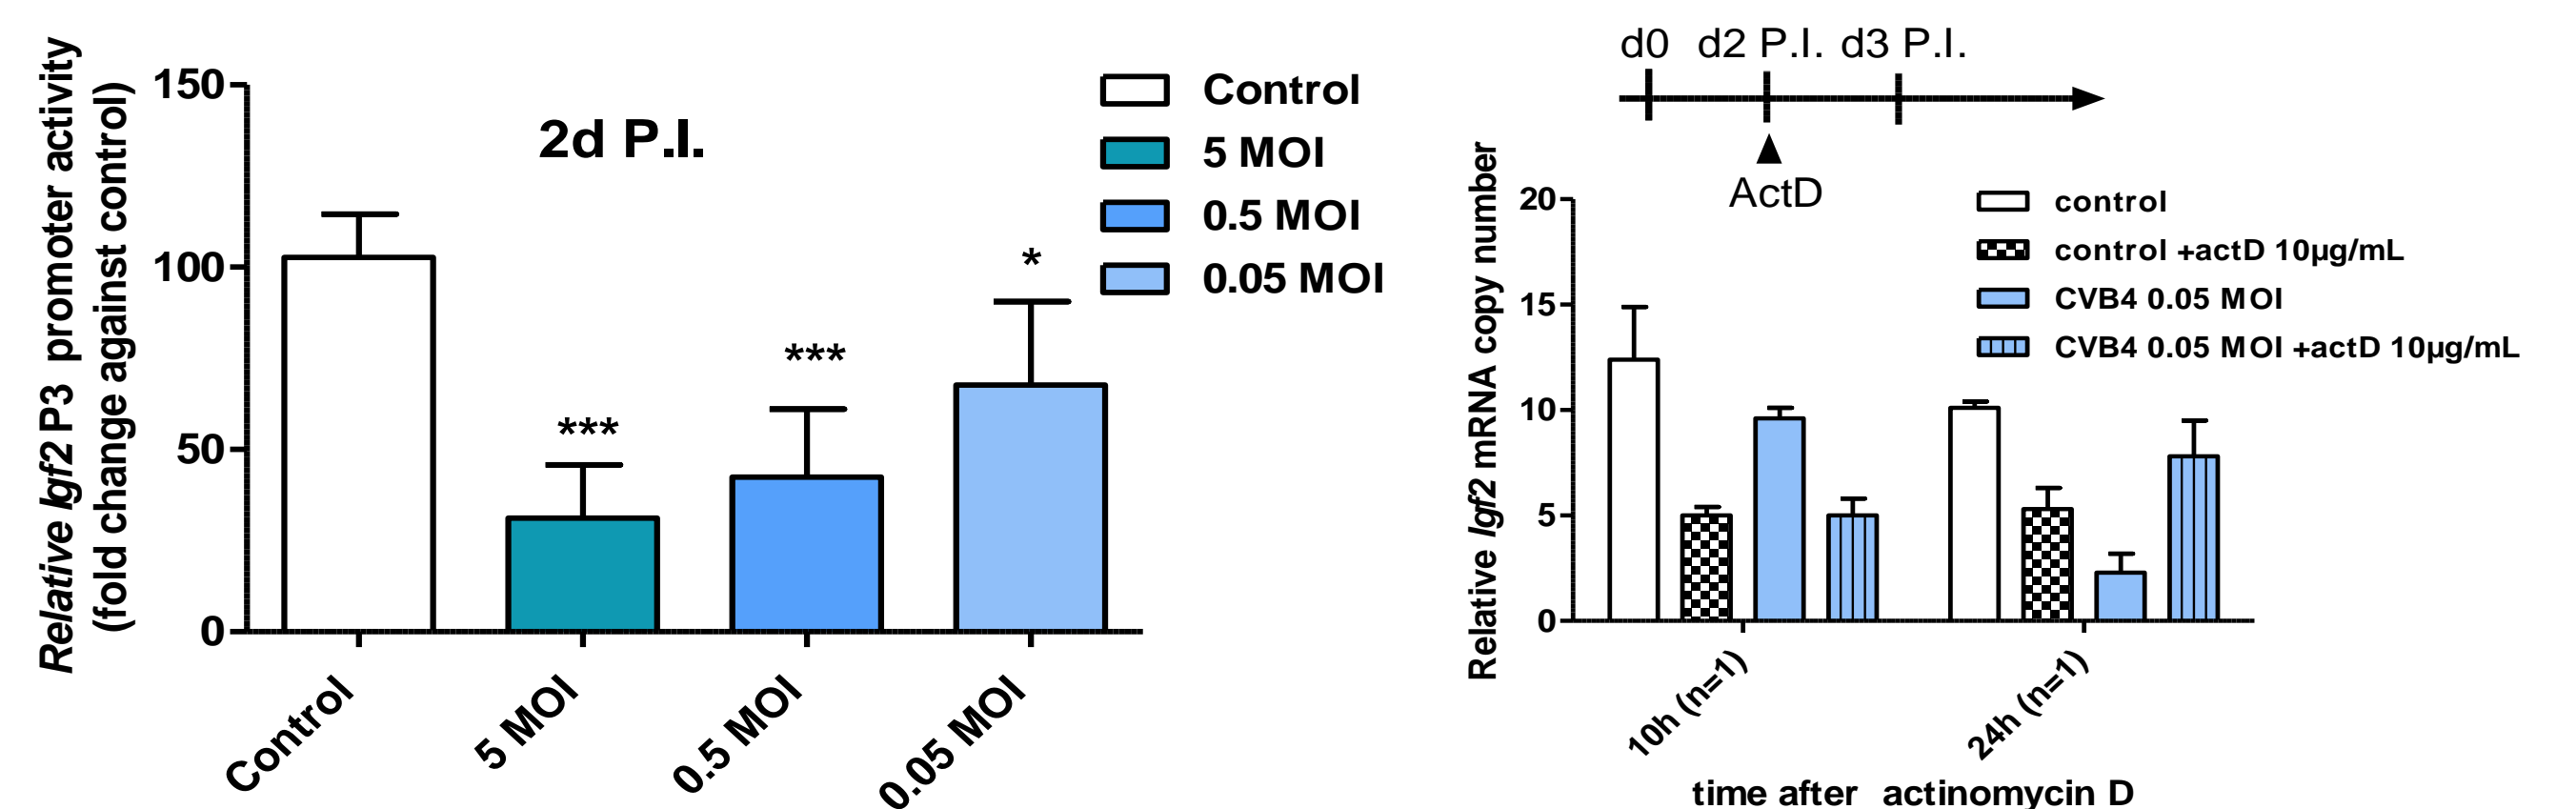 Relative Igf2 P3 promoter activity
(fold change against control)
150
100
50
0
2d P.I.
***
***
*
Control
5 MOI
0.5 MOI
0.05 MOI
Control
5 MOI
0.5 MOI
0.05 MOI
d0 d2 P.I. d3 P.I.
ActD
Relative Igf2 mRNA copy number
20
15
10
5
0
control
control +actD 10µg/mL
CVB4 0.05 MOI
CVB4 0.05 MOI +actD 10µg/mL
10h (n=1)
24h (n=1)
time after actinomycin D